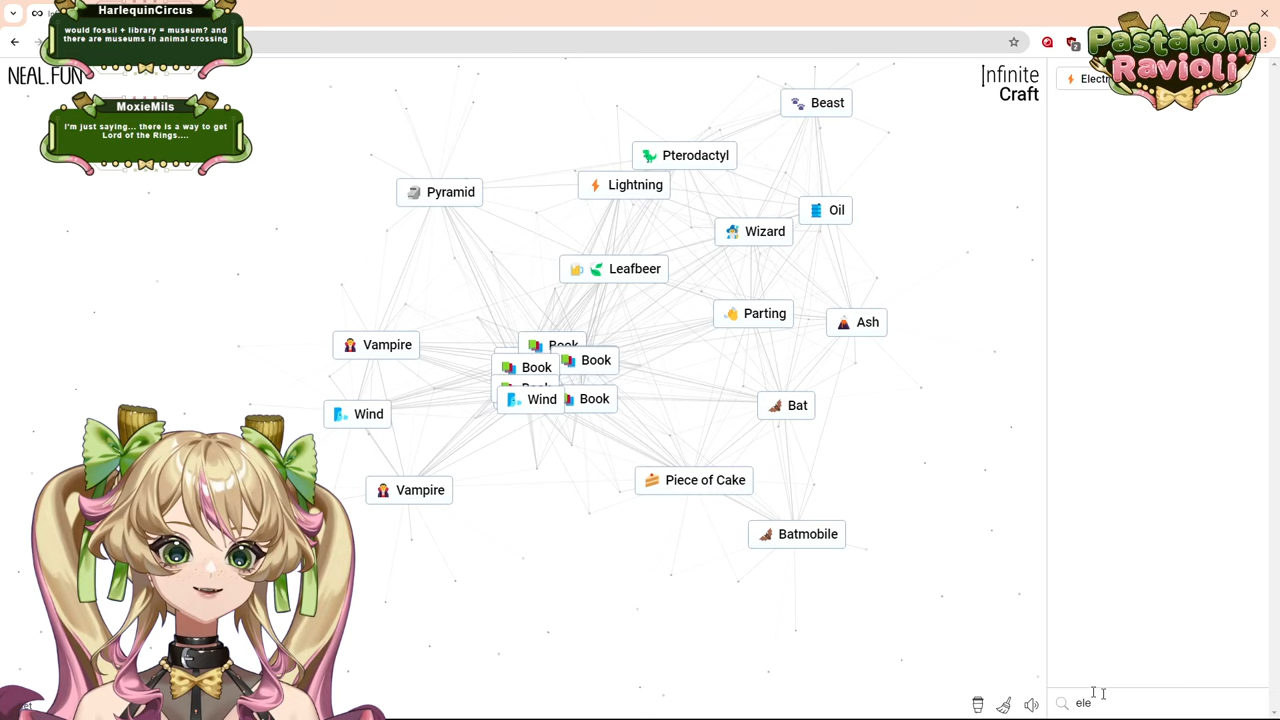 HarlequinCircus
would fossil + library = museum? and
there are museums in animal crossing
MoxieMils
I'm just saying... there is a way to get
Lord of the Rings....
NEAL.FUN
Infinite
Craft
Pastaroni
Ravioli
Beast
Pterodactyl
Lightning
Pyramid
Oil
Wizard
Leafbeer
Parting
Ash
Vampire
Book
Book
Book
Wind
Book
Wind
Bat
Piece of Cake
Vampire
Batmobile
ele